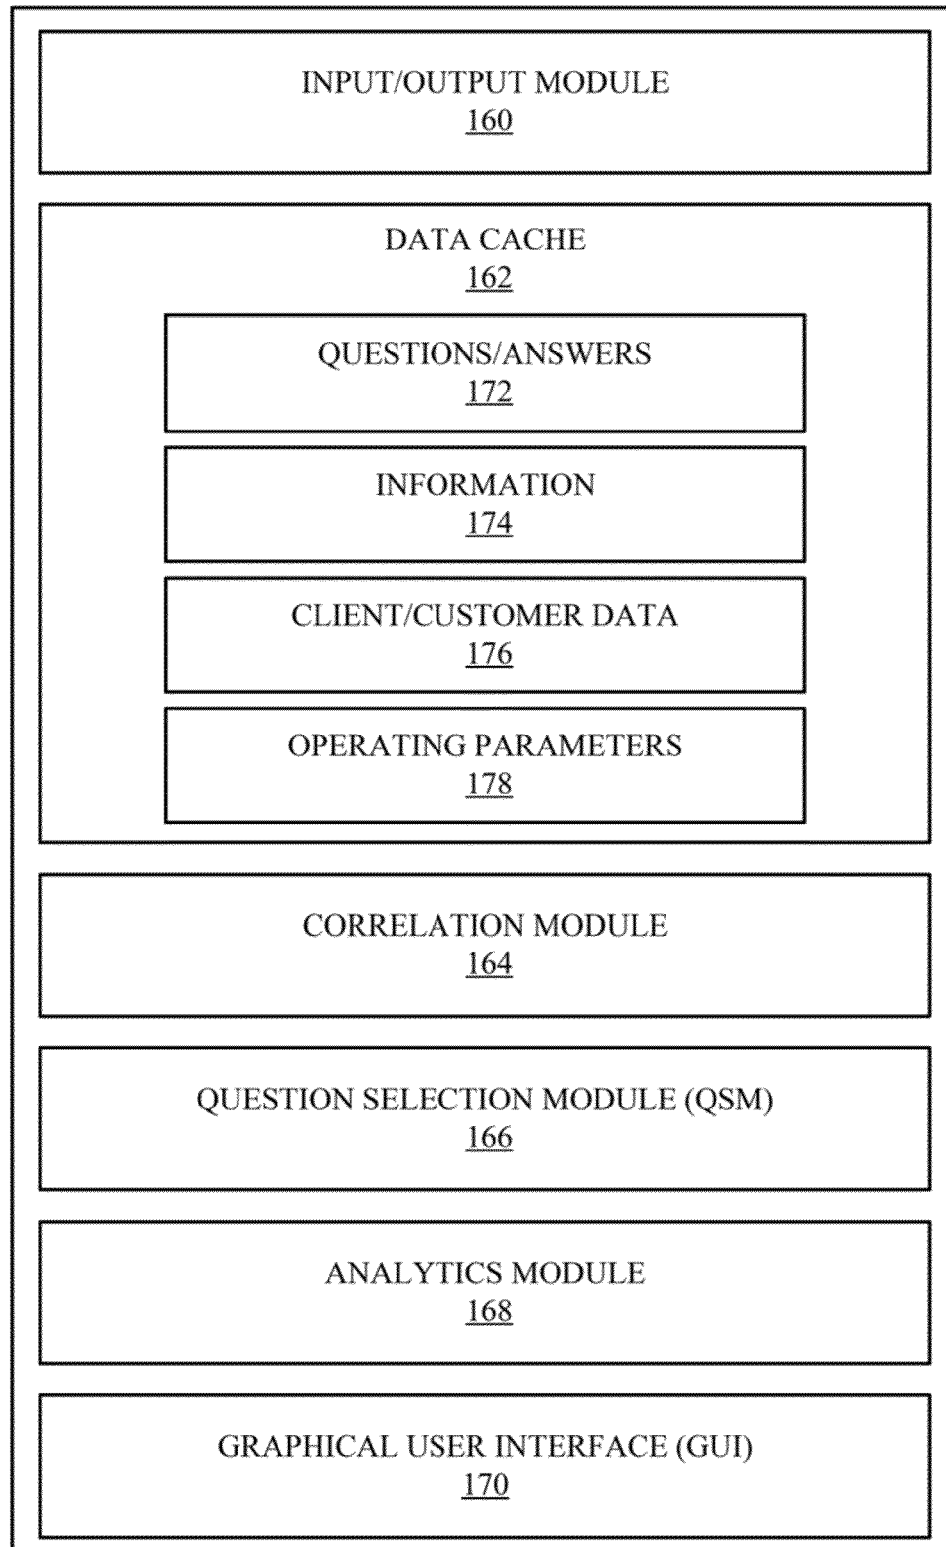 INPUT/OUTPUT MODULE
160
DATA CACHE
162
QUESTIONS/ANSWERS
172
INFORMATION
174
CLIENT/CUSTOMER DATA
176
OPERATING PARAMETERS
178
CORRELATION MODULE
164
QUESTION SELECTION MODULE (QSM)
166
ANALYTICS MODULE
168
GRAPHICAL USER INTERFACE (GUI)
170